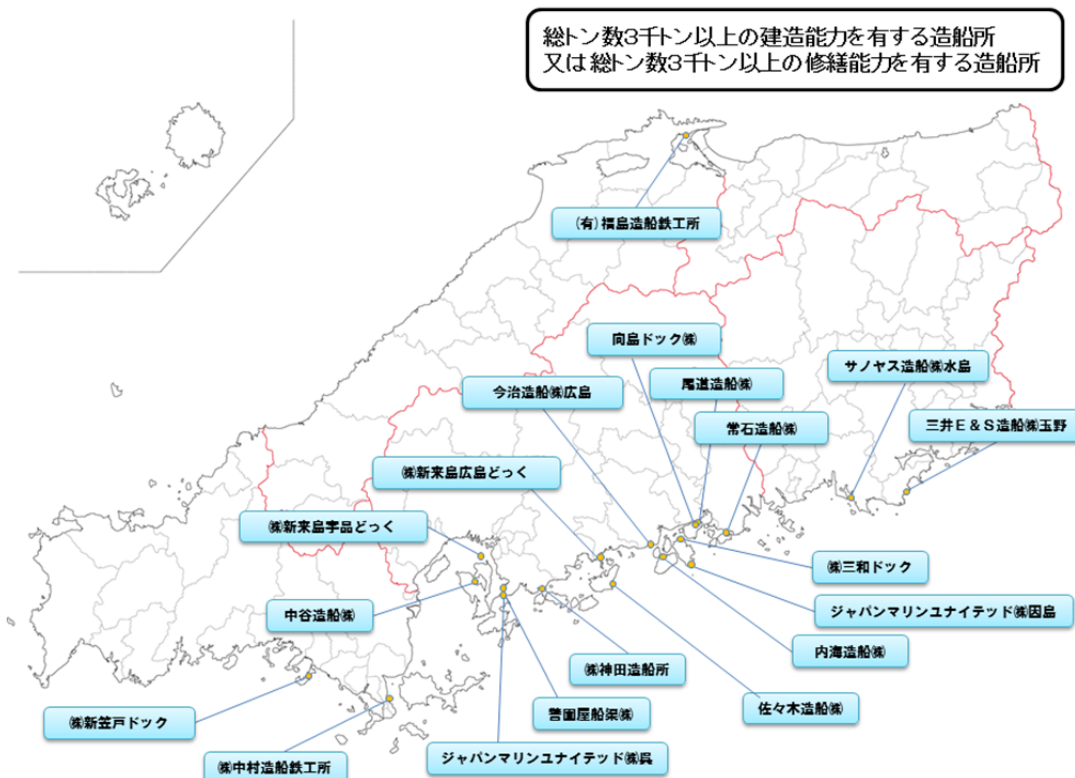 総トン数3千トン以上の建造能力を有する造船所
又は総トン数3千トン以上の修繕能力を有する造船所
(有)福島造船鉄工所
向島ドック㈱
サノヤス造船㈱水島
今治造船㈱広島
尾道造船㈱
三井E&S造船㈱玉野
常石造船㈱
㈱新来島広島どっく
㈱新来島宇品どっく
㈱三和ドック
中谷造船㈱
ジャパンマリンユナイテッド㈱因島
内海造船㈱
㈱神田造船所
警固屋船渠㈱
佐々木造船㈱
㈱新笠戸ドック
ジャパンマリンユナイテッド㈱呉
㈱中村造船鉄工所